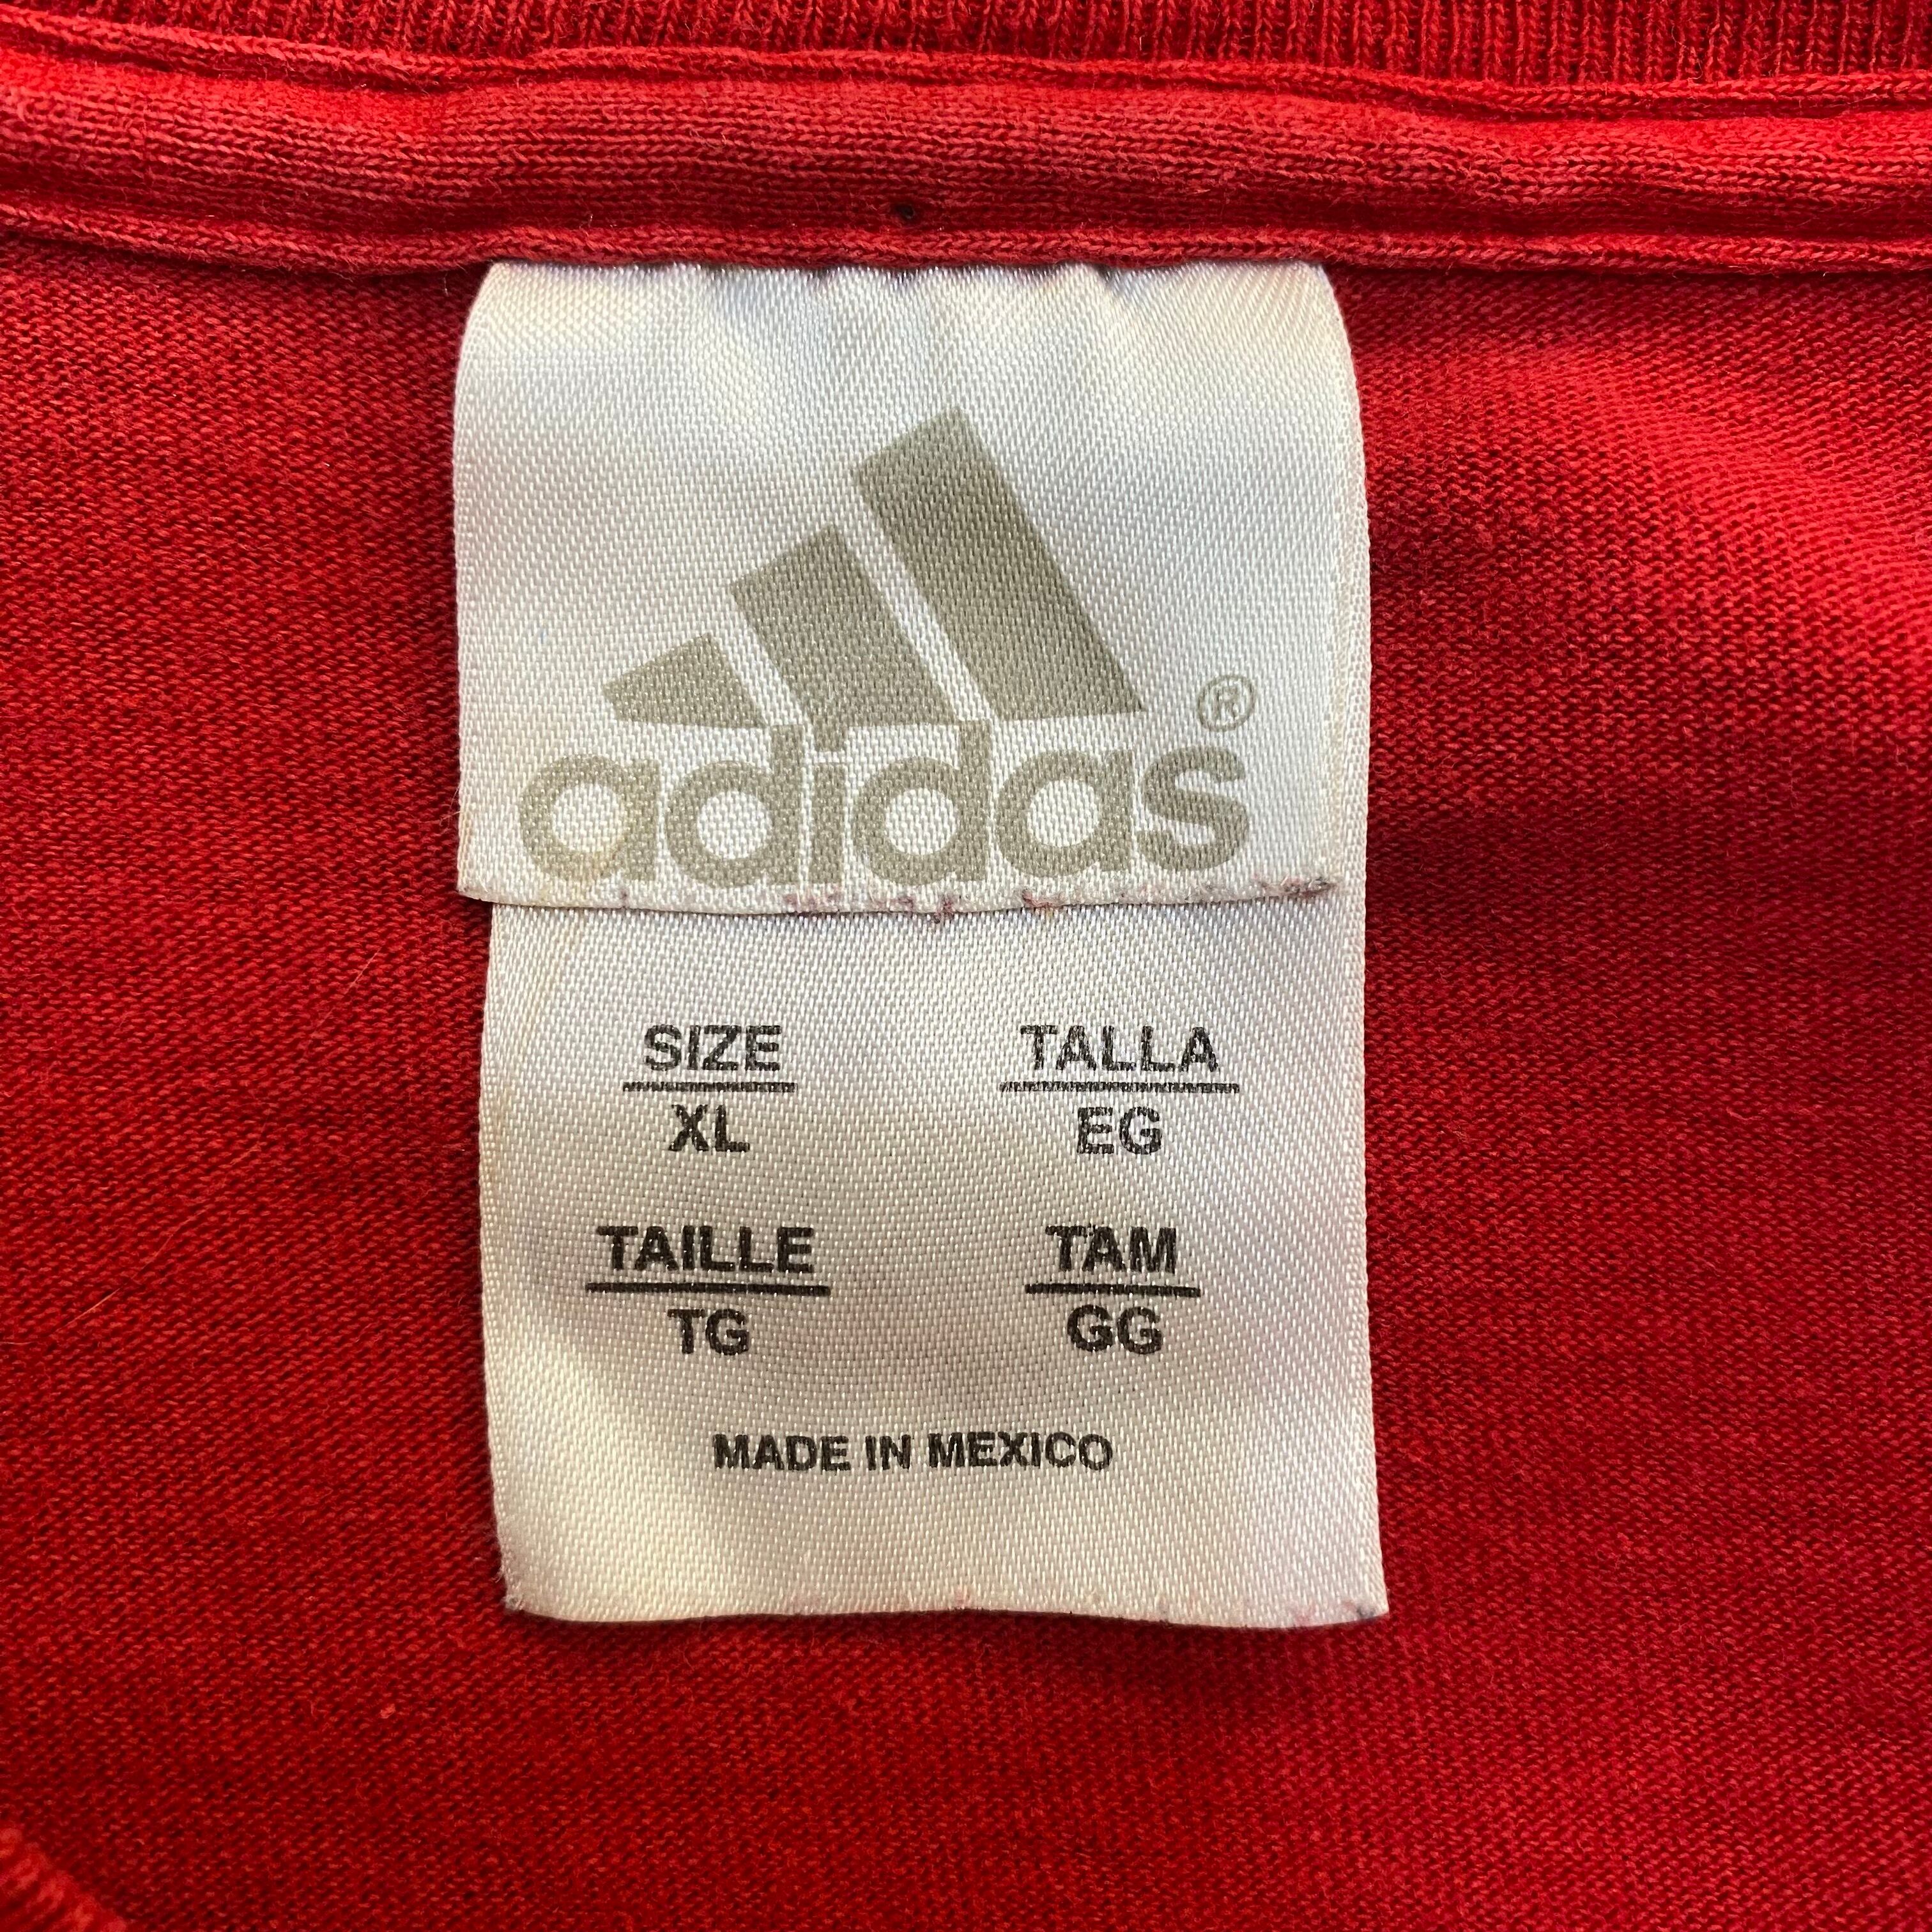 adidas ®
SIZE TALLA
XL EG
TAILLE TAM
TG GG
MADE IN MEXICO